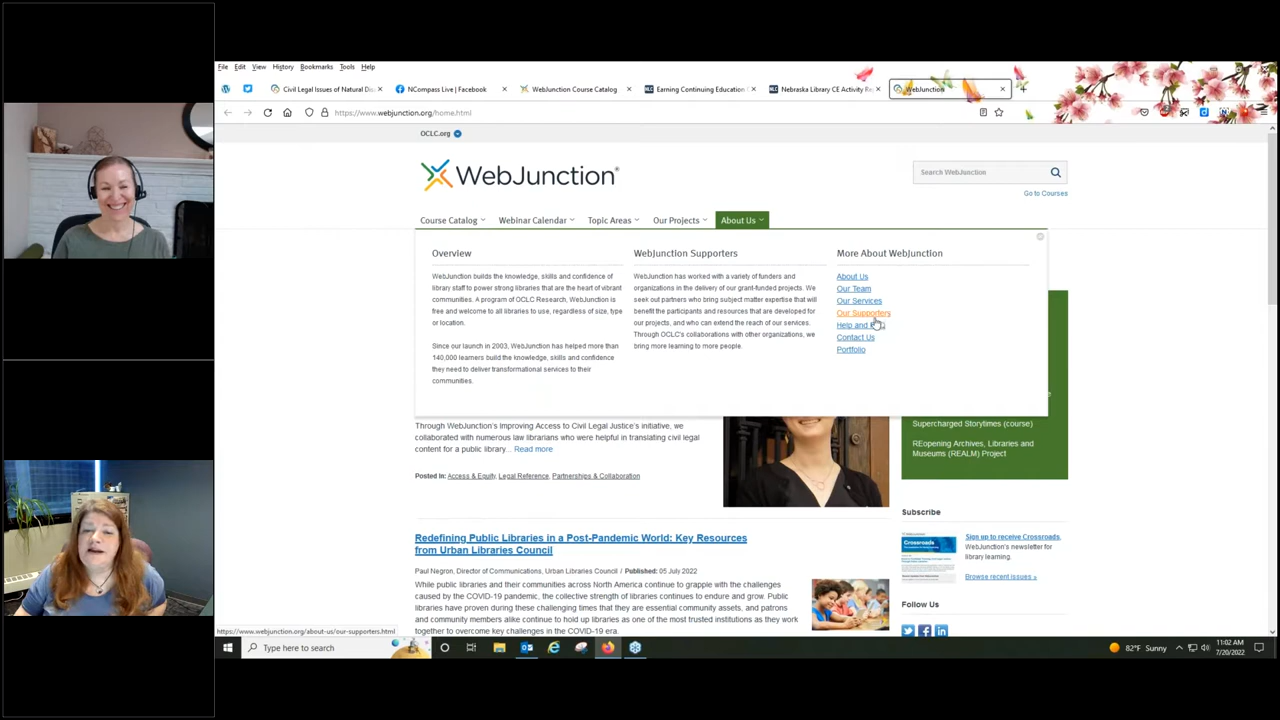 File Edit View History Bookmarks Tools Help
Civil Legal Issues of Natural Dis
NCompass Live | Facebook
WebJunction Course Catalog
Earning Continuing Education
Nebraska Library CE Activity Re
WebJunction
https://www.webjunction.org/home.html
OCLC.org
WebJunction®
Search WebJunction
Go to Courses
Course Catalog Webinar Calendar Topic Areas Our Projects About Us
Overview
WebJunction builds the knowledge, skills and confidence of
library staff to power strong libraries that are the heart of vibrant
communities. A program of OCLC Research, WebJunction is
free and welcome to all libraries to use, regardless of size, type
or location.
Since our launch in 2003, WebJunction has helped more than
140,000 learners build the knowledge, skills and confidence
they need to deliver transformational services to their
communities.
WebJunction Supporters
WebJunction has worked with a variety of funders and
organizations in the delivery of our grant-funded projects. We
seek out partners who bring subject matter expertise that will
benefit the participants and resources that are developed for
our projects, and who can extend the reach of our services.
Through OCLC's collaborations with other organizations, we
bring more learning to more people.
More About WebJunction
About Us
Our Team
Our Services
Our Supporters
Help and
Contact Us
Portfolio
Through WebJunction's improving Access to Civil Legal Justice's initiative, we
collaborated with numerous law librarians who were helpful in translating civil legal
content for a public library... Read more
Posted In: Access & Equity, Legal Reference, Partnerships & Collaboration
Supercharged Storytimes (course)
REopening Archives, Libraries and
Museums (REALM) Project
Redefining Public Libraries in a Post-Pandemic World: Key Resources
from Urban Libraries Council
Paul Negron, Director of Communications, Urban Libraries Council / Published: 05 July 2022
While public libraries and their communities across North America continue to grapple with the challenges
caused by the COVID-19 pandemic, the collective strength of libraries continues to endure and grow. Public
libraries have proven during these challenging times that they are essential community assets, and patrons
and community members alike continue to hold up libraries as one of the most trusted institutions as they work
together to overcome key challenges in the COVID-19 era.
Subscribe
Crossroads
Sign up to receive Crossroads,
WebJunction's newsletter for
library learning.
Browse recent issues »
Follow Us
https://www.webjunction.org/about-us/our-supporters.html
Type here to search
82°F Sunny
11:02 AM
7/20/2022